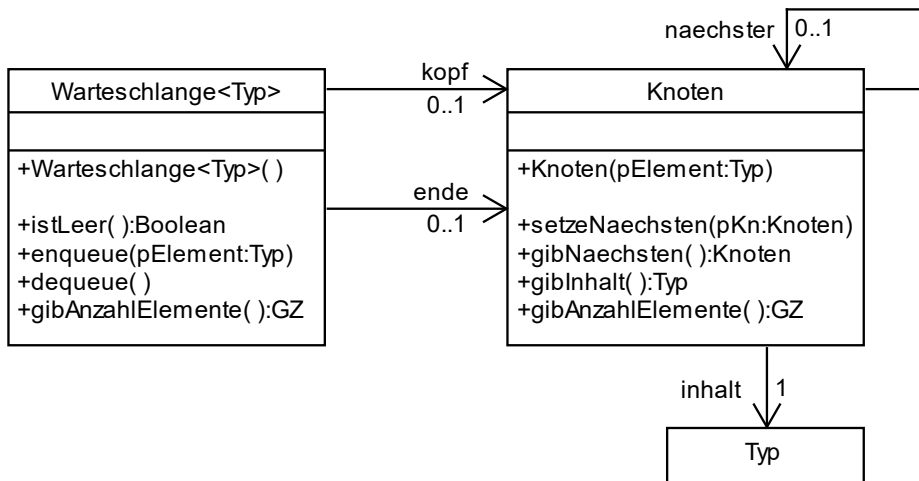 naechster
0..1
Warteschlange<Typ>
kopf
0..1
Knoten
+Warteschlange<Typ>( )
+istLeer( ):Boolean
+enqueue(pElement:Typ)
+dequeue( )
+gibAnzahlElemente( ):GZ
ende
0..1
+Knoten(pElement:Typ)
+setzeNaechsten(pKn:Knoten)
+gibNaechsten( ):Knoten
+gibInhalt( ):Typ
+gibAnzahlElemente( ):GZ
inhalt
1
Typ